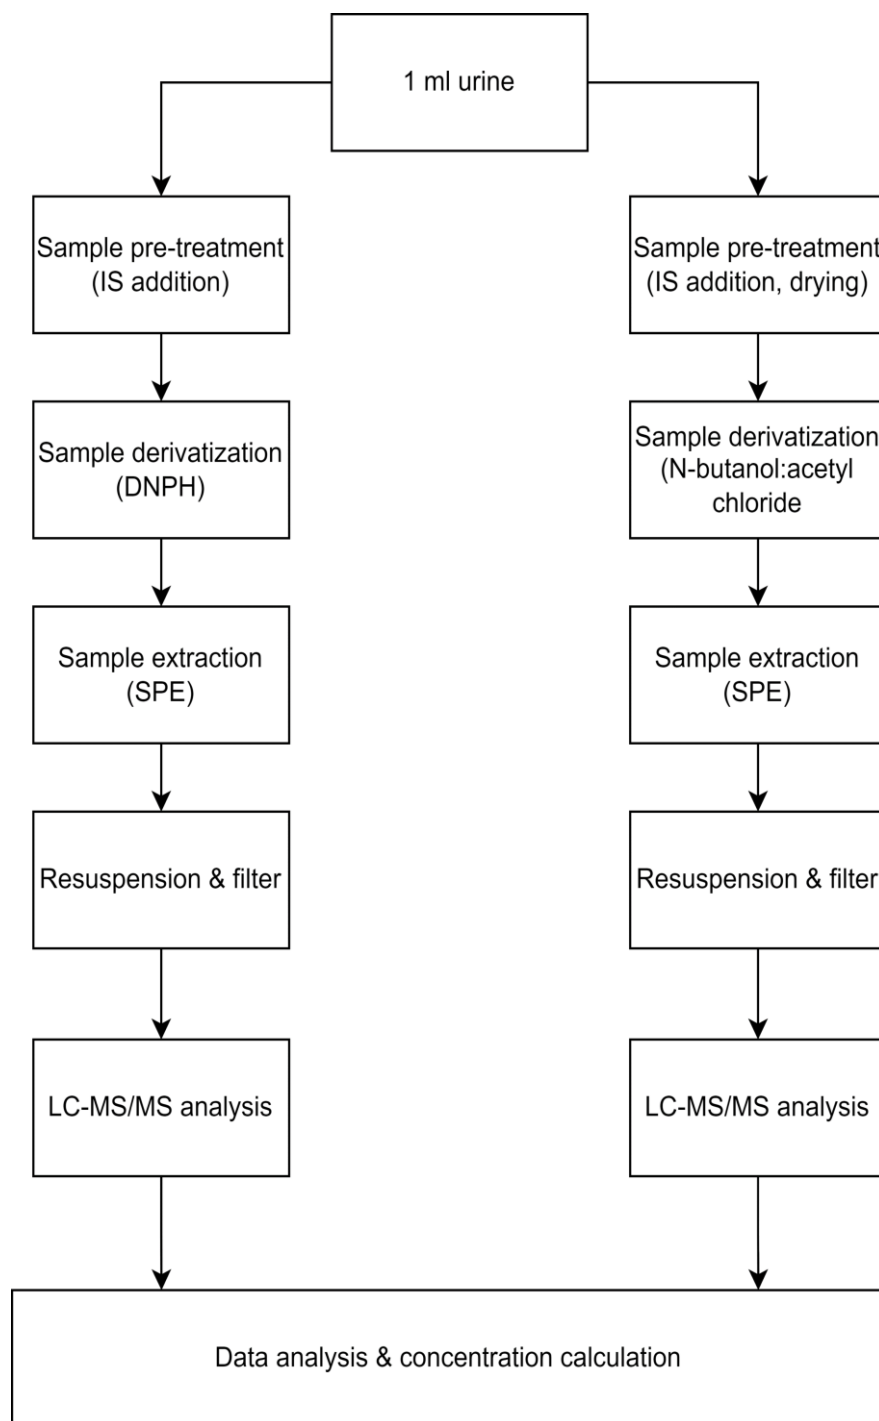 1 ml urine
Sample pre-treatment
(IS addition)
Sample pre-treatment
(IS addition, drying)
Sample derivatization
(DNPH)
Sample derivatization
(N-butanol:acetyl
chloride
Sample extraction
(SPE)
Sample extraction
(SPE)
Resuspension & filter
Resuspension & filter
LC-MS/MS analysis
LC-MS/MS analysis
Data analysis & concentration calculation